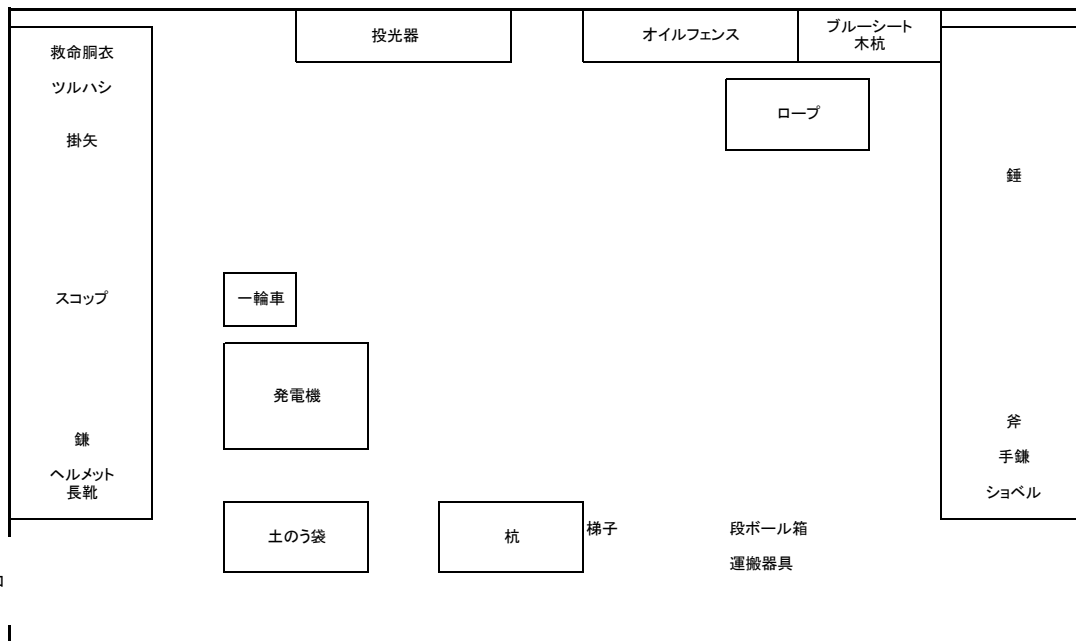 投光器
オイルフェンス
ブルーシート
木杭
救命胴衣
ツルハシ
掛矢
ロープ
錘
スコップ
一輪車
発電機
鎌
ヘルメット
長靴
斧
手鎌
ショベル
土のう袋
杭
梯子
段ボール箱
運搬器具